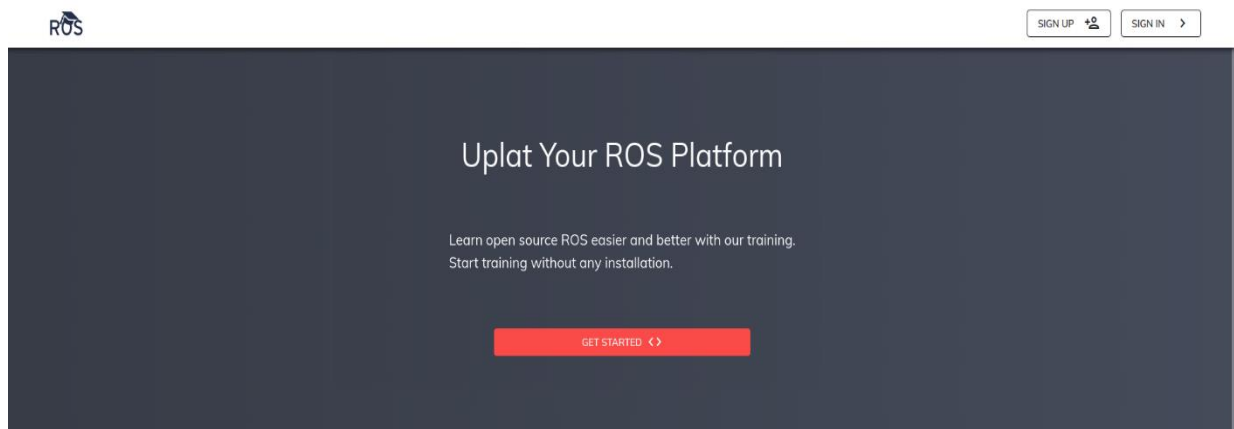 ROS
SIGN UP
SIGN IN
Uplat Your ROS Platform
Learn open source ROS easier and better with our training.
Start training without any installation.
GET STARTED <>